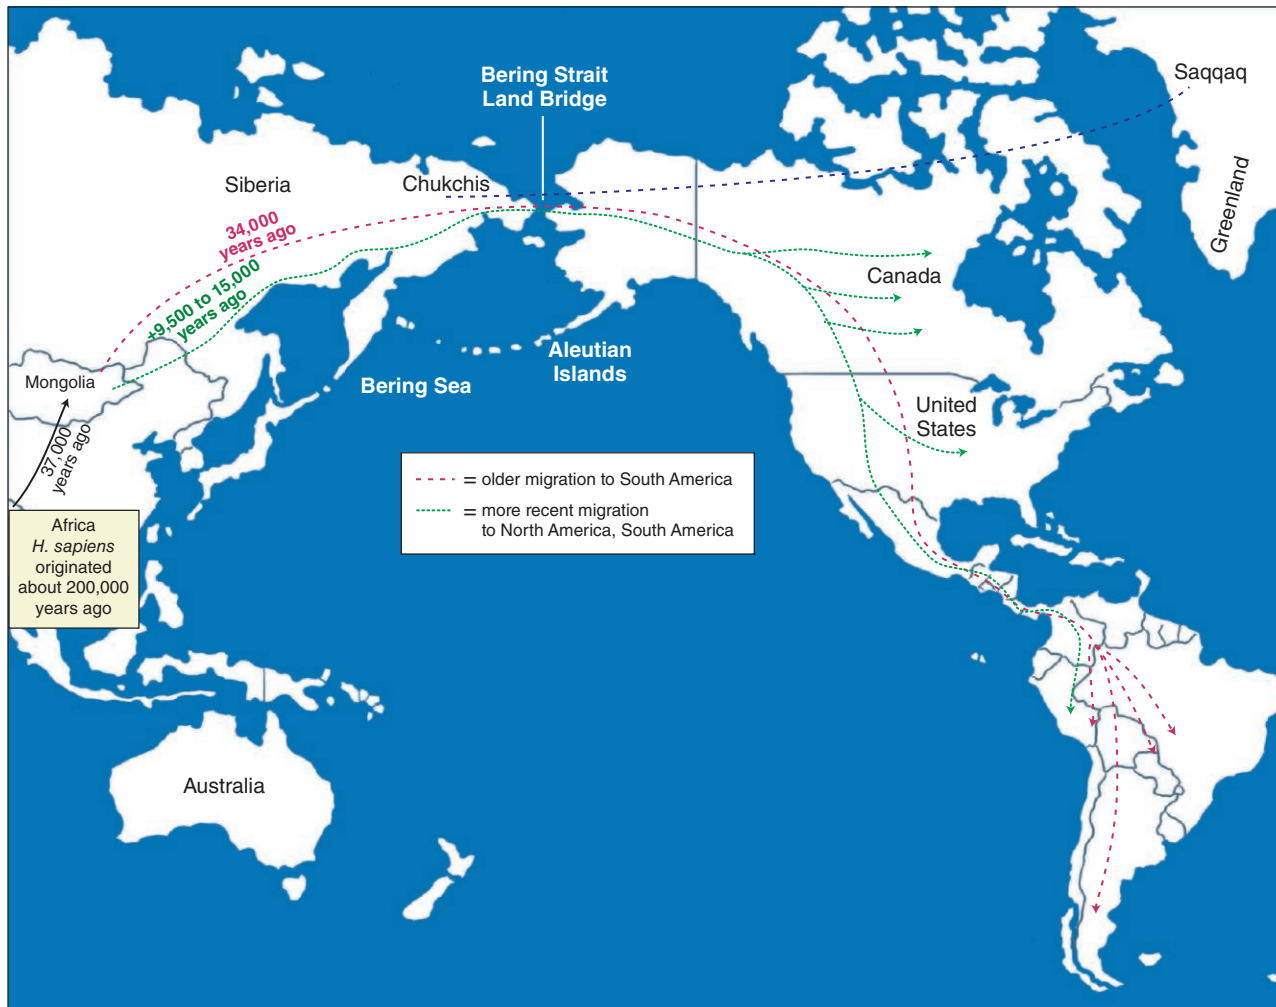 Bering Strait
Land Bridge
Saqqaq
Siberia
Chukchis
Greenland
34,000
years ago
Canada
+9,500 to 15,000
years ago
Aleutian
Islands
Mongolia
Bering Sea
United
States
37,000
years ago
= older migration to South America
= more recent migration
to North America, South America
Africa
H. sapiens
originated
about 200,000
years ago
Australia